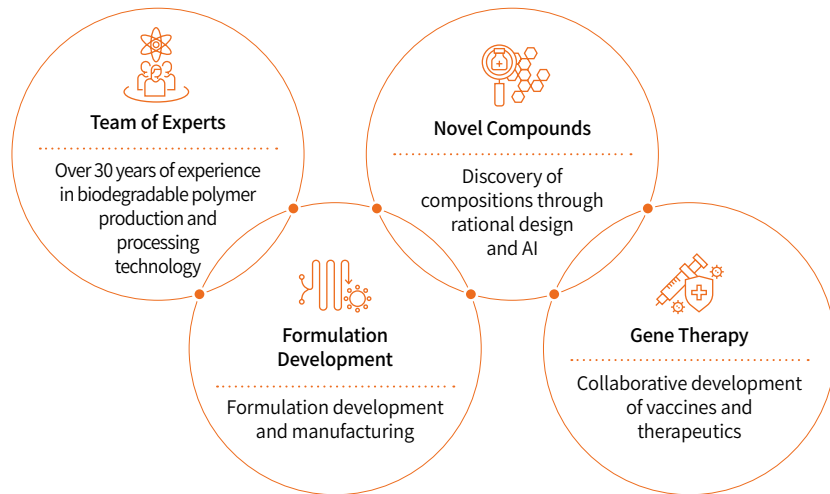 Team of Experts
Over 30 years of experience
in biodegradable polymer
production and
processing
technology
Novel Compounds
Discovery of
compositions through
rational design
and AI
Formulation
Development
Formulation development
and manufacturing
Gene Therapy
Collaborative development
of vaccines and
therapeutics